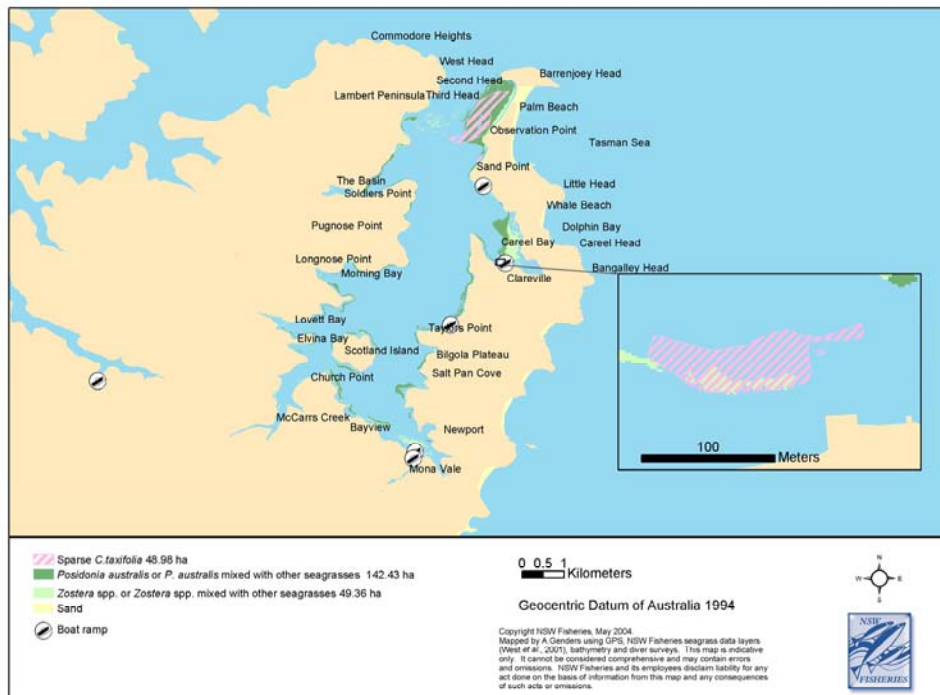 Commodore Heights
West Head
Second Head
Barrenjoey Head
Lambert Peninsula
Third Head
Palm Beach
Observation Point
Tasman Sea
Sand Point
The Basin
Soldiers Point
Little Head
Whale Beach
Pugnose Point
Dolphin Bay
Careel Bay
Careel Head
Longnose Point
Morning Bay
Bangalley Head
Clareville
Lovett Bay
Taylors Point
Elvina Bay
Scotland Island
Bilgola Plateau
Church Point
Salt Pan Cove
McCarrs Creek
Bayview
Newport
Mona Vale
100
Meters
Sparse C.taxifolia 48.98 ha
Posidonia australis or P. australis mixed with other seagrasses 142.43 ha
Zostera spp. or Zostera spp. mixed with other seagrasses 49.36 ha
Sand
Boat ramp
0 0.5 1
Kilometers
Geocentric Datum of Australia 1994
Copyright NSW Fisheries, May 2004.
Mapped by A.Genders using GPS, NSW Fisheries seagrass data layers
(West et al., 2001), bathymetry and diver surveys. This map is indicative
only. It cannot be considered comprehensive and may contain errors
and omissions. NSW Fisheries and its employees disclaim liability for any
act done on the basis of information from this map and any consequences
of such acts or omissions.
N
W E
S
NSW
FISHERIES